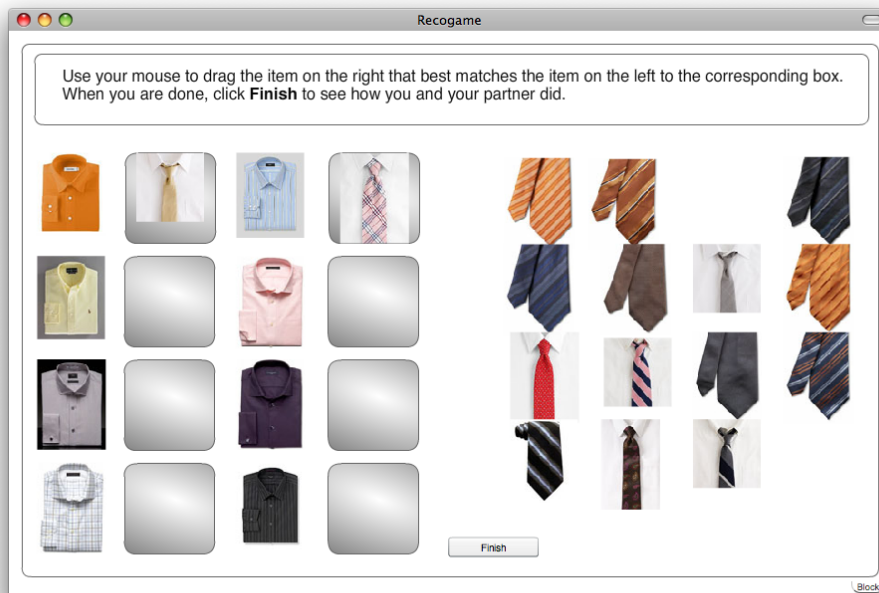 Recogame
Use your mouse to drag the item on the right that best matches the item on the left to the corresponding box.
When you are done, click Finish to see how you and your partner did.
Finish
Block